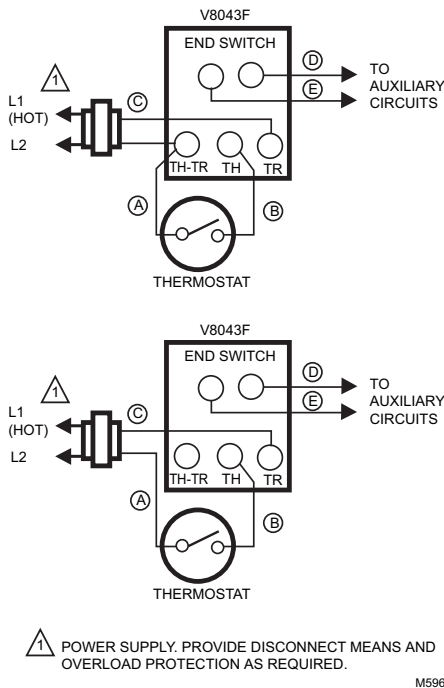 V8043F
END SWITCH
D
TO
AUXILIARY
CIRCUITS
E
1
L1
(HOT)
L2
C
TH-TR
TH
TR
A
B
THERMOSTAT
V8043F
END SWITCH
D
TO
AUXILIARY
CIRCUITS
E
1
L1
(HOT)
L2
C
TH-TR
TH
TR
A
B
THERMOSTAT
1 POWER SUPPLY. PROVIDE DISCONNECT MEANS AND
OVERLOAD PROTECTION AS REQUIRED.
M596